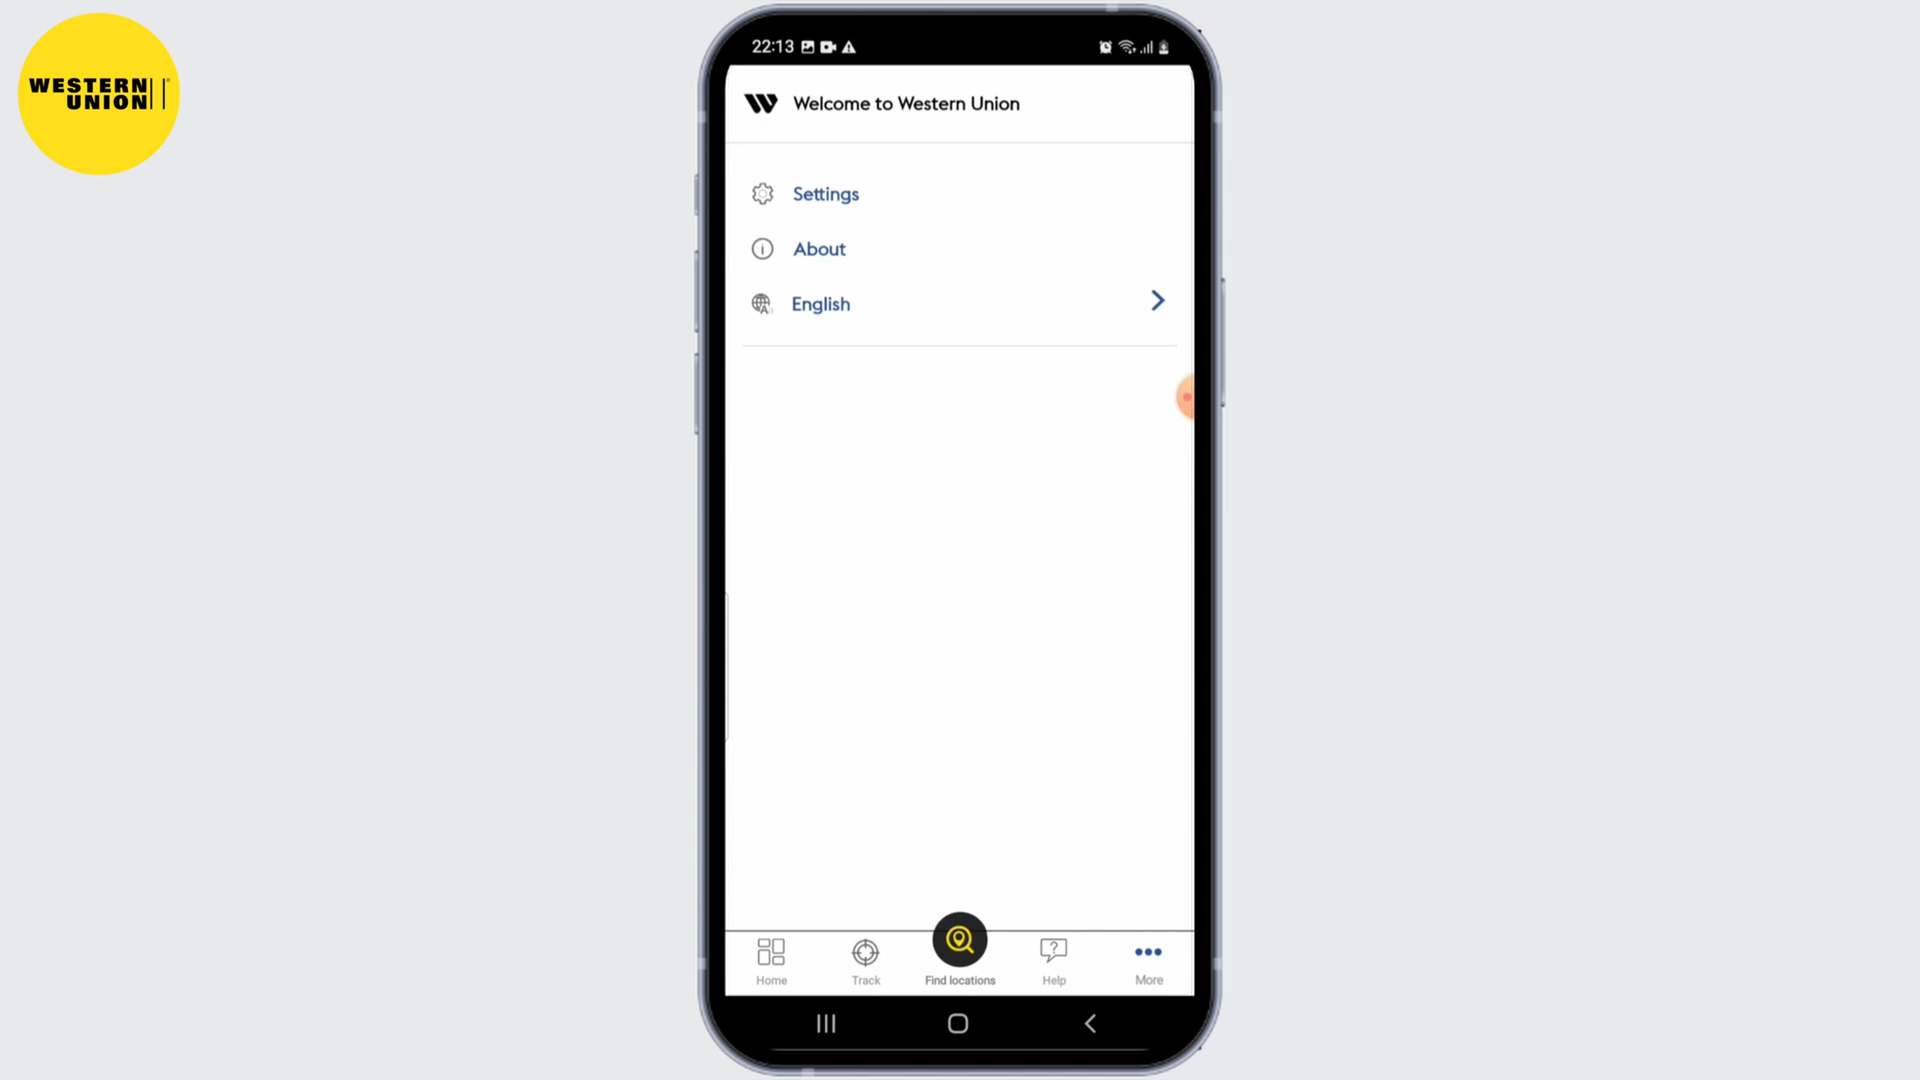 WESTERN
UNION
22:13
Welcome to Western Union
Settings
About
English
Home
Track
Find locations
Help
More